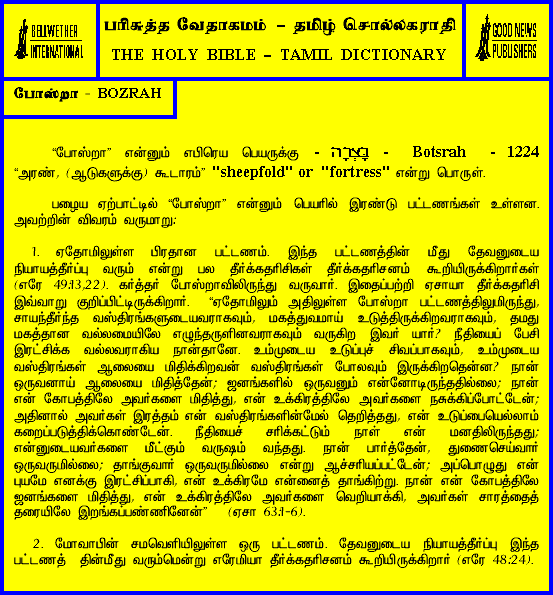 BELLWETHER
INTERNATIONAL
பரிசுத்த வேதாகமம் – தமிழ் சொல்லகராதி
THE HOLY BIBLE – TAMIL DICTIONARY
GOOD NEWS
PUBLISHERS
போஸ்றா - BOZRAH
“போஸ்றா” என்னும் எபிரெய பெயருக்கு - בָּצְרָה - Botsrah - 1224
“அரண், (ஆடுகளுக்கு) கூடாரம்” "sheepfold" or "fortress" என்று பொருள்.
பழைய ஏற்பாட்டில் “போஸ்றா” என்னும் பெயரில் இரண்டு பட்டணங்கள் உள்ளன.
அவற்றின் விவரம் வருமாறு:
1. ஏதோமிலுள்ள பிரதான பட்டணம். இந்த பட்டணத்தின் மீது தேவனுடைய
நியாயத்தீர்ப்பு வரும் என்று பல தீர்க்கதரிசிகள் தீர்க்கதரிசனம் கூறியிருக்கிறார்கள்
(எரே 49:13,22). கர்த்தர் போஸ்றாவிலிருந்து வருவார். இதைப்பற்றி ஏசாயா தீர்க்கதரிசி
இவ்வாறு குறிப்பிட்டிருக்கிறார். “ஏதோமிலும் அதிலுள்ள போஸ்றா பட்டணத்திலுமிருந்து,
சாயந்தீர்ந்த வஸ்திரங்களுடையவராகவும், மகத்துவமாய் உடுத்திருக்கிறவராகவும், தமது
மகத்தான வல்லமையிலே எழுந்தருளினவராகவும் வருகிற இவர் யார்? நீதியைப் பேசி
இரட்சிக்க வல்லவராகிய நான்தானே. உம்முடைய உடுப்புச் சிவப்பாகவும், உம்முடைய
வஸ்திரங்கள் ஆலையை மிதிக்கிறவன் வஸ்திரங்கள் போலவும் இருக்கிறதென்ன? நான்
ஒருவனாய் ஆலையை மிதித்தேன்; ஜனங்களில் ஒருவனும் என்னோடிருந்ததில்லை; நான்
என் கோபத்திலே அவர்களை மிதித்து, என் உக்கிரத்திலே அவர்களை நசுக்கிப்போட்டேன்;
அதினால் அவர்கள் இரத்தம் என் வஸ்திரங்களின்மேல் தெறித்தது, என் உடுப்பையெல்லாம்
கறைப்படுத்திக்கொண்டேன். நீதியைச் சரிக்கட்டும் நாள் என் மனதிலிருந்தது;
என்னுடையவர்களை மீட்கும் வருஷம் வந்தது. நான் பார்த்தேன், துணைசெய்வார்
ஒருவருமில்லை; தாங்குவார் ஒருவருமில்லை என்று ஆச்சரியப்பட்டேன்; அப்பொழுது என்
புயமே எனக்கு இரட்சிப்பாகி, என் உக்கிரமே என்னைத் தாங்கிற்று. நான் என் கோபத்திலே
ஜனங்களை மிதித்து, என் உக்கிரத்திலே அவர்களை வெறியாக்கி, அவர்கள் சாரத்தைத்
தரையிலே இறங்கப்பண்ணினேன்” (ஏசா 63:1-6).
2. மோவாபின் சமவெளியிலுள்ள ஒரு பட்டணம். தேவனுடைய நியாயத்தீர்ப்பு இந்த
பட்டணத் தின்மீது வரும்மென்று எரேமியா தீர்க்கதரிசனம் கூறியிருக்கிறார் (எரே 48:24).